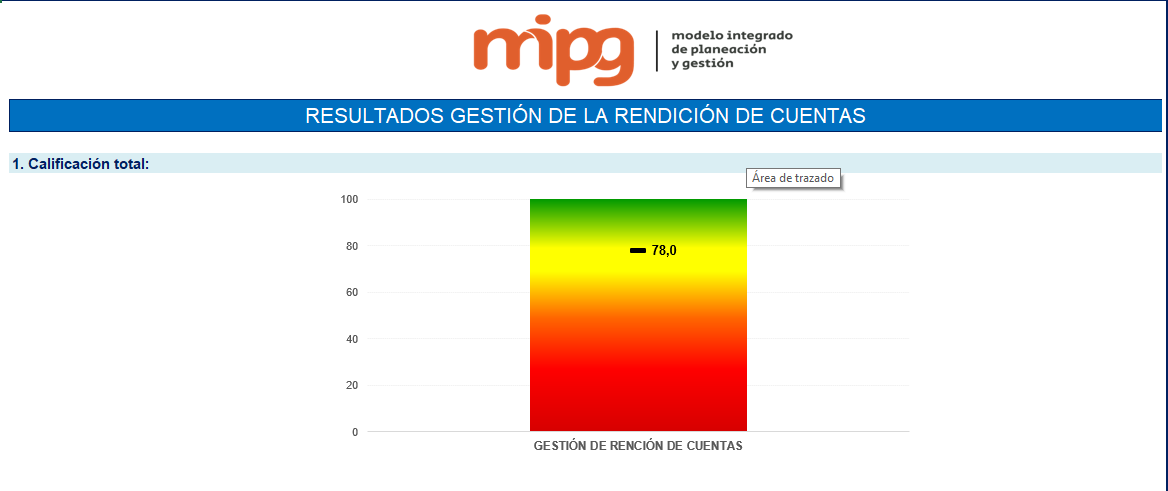 mipg
modelo integrado
de planeación
y gestión
RESULTADOS GESTIÓN DE LA RENDICIÓN DE CUENTAS
1. Calificación total:
Área de trazado
100
80
78,0
60
40
20
0
GESTIÓN DE RENCIÓN DE CUENTAS